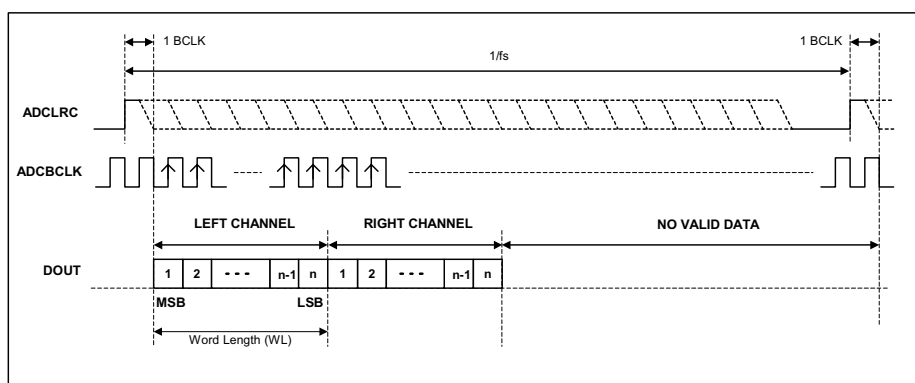 1 BCLK 1 BCLK
1/fs
ADCLRC
ADCBCLK
LEFT CHANNEL RIGHT CHANNEL NO VALID DATA
DOUT 1 2 - - - n-1 n 1 2 - - - n-1 n
MSB LSB
Word Length (WL)